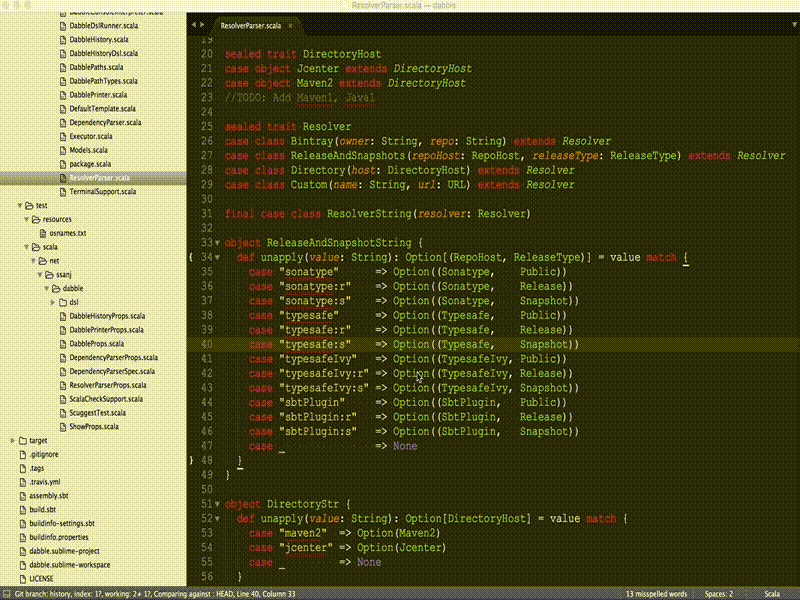 ResolverParser.scala — dabble
DabbleDslRunner.scala
DabbleHistory.scala
DabbleHistoryDsl.scala
DabblePaths.scala
DabblePathTypes.scala
DabblePrinter.scala
DefaultTemplate.scala
DependencyParser.scala
Executor.scala
Models.scala
package.scala
ResolverParser.scala
TerminalSupport.scala
test
resources
osnames.txt
scala
net
ssanj
dabble
dsl
DabbleHistoryProps.scala
DabblePrinterProps.scala
DabbleProps.scala
DependencyParserProps.scala
DependencyParserSpec.scala
ResolverParserProps.scala
ScalaCheckSupport.scala
ScuggestTest.scala
ShowProps.scala
target
.gitignore
.tags
.travis.yml
assembly.sbt
build.sbt
buildinfo-settings.sbt
buildinfo.properties
dabble.sublime-project
dabble.sublime-workspace
LICENSE
ResolverParser.scala ×
19
20 sealed trait DirectoryHost
21 case object Jcenter extends DirectoryHost
22 case object Maven2 extends DirectoryHost
23 //TODO: Add Maven1, Java1
24
25 sealed trait Resolver
26 case class Bintray(owner: String, repo: String) extends Resolver
27 case class ReleaseAndSnapshots(repoHost: RepoHost, releaseType: ReleaseType) extends Resolver
28 case class Directory(host: DirectoryHost) extends Resolver
29 case class Custom(name: String, url: URL) extends Resolver
30
31 final case class ResolverString(resolver: Resolver)
32
33 object ReleaseAndSnapshotString {
{ 34 def unapply(value: String): Option[(RepoHost, ReleaseType)] = value match {
35 case "sonatype" => Option((Sonatype, Public))
36 case "sonatype:r" => Option((Sonatype, Release))
37 case "sonatype:s" => Option((Sonatype, Snapshot))
38 case "typesafe" => Option((Typesafe, Public))
39 case "typesafe:r" => Option((Typesafe, Release))
40 case "typesafe:s" => Option((Typesafe, Snapshot))
41 case "typesafeIvy" => Option((TypesafeIvy, Public))
42 case "typesafeIvy:r" => Option((TypesafeIvy, Release))
43 case "typesafeIvy:s" => Option((TypesafeIvy, Snapshot))
44 case "sbtPlugin" => Option((SbtPlugin, Public))
45 case "sbtPlugin:r" => Option((SbtPlugin, Release))
46 case "sbtPlugin:s" => Option((SbtPlugin, Snapshot))
47 case _ => None
} 48 }
49 }
50
51 object DirectoryStr {
52 def unapply(value: String): Option[DirectoryHost] = value match {
53 case "maven2" => Option(Maven2)
54 case "jcenter" => Option(Jcenter)
55 case _ => None
56 }
Git branch: history, index: 1?, working: 2≠ 1?, Comparing against : HEAD, Line 40, Column 33
13 misspelled words
Spaces: 2
Scala